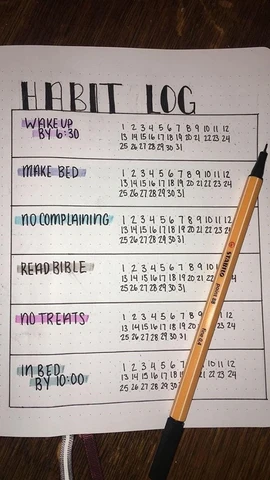 HABIT LOG
WAKE UP
BY 6:30
1 2 3 4 5 6 7 8 9 10 11 12
13 14 15 16 17 18 19 20 21 22 23 24
25 26 27 28 29 30 31
MAKE BED
1 2 3 4 5 6 7 8 9 10 11 12
13 14 15 16 17 18 19 20 21 22 23 24
25 26 27 28 29 30 31
NO COMPLAINING
1 2 3 4 5 6 7 8 9 10 11 12
13 14 15 16 17 18 19 20 21 24
25 26 27 28 29 30 31
READ BIBLE
1 2 3 4 5 6 7 8 9 10 12
13 14 15 16 17 18 19 20 21 23 24
25 26 27 28 29 30 31
NO TREATS
1 2 3 4 5 6 7 8 9 11 12
13 14 15 16 17 18 19 20 22 23 24
25 26 27 28 29 30 31
IN BED
BY 10:00
1 2 3 4 5 6 7 8 9 10 11 12
13 14 15 16 17 18 19 21 22 23 24
25 26 27 28 29 30
STABILO
point 88
fine 0,4